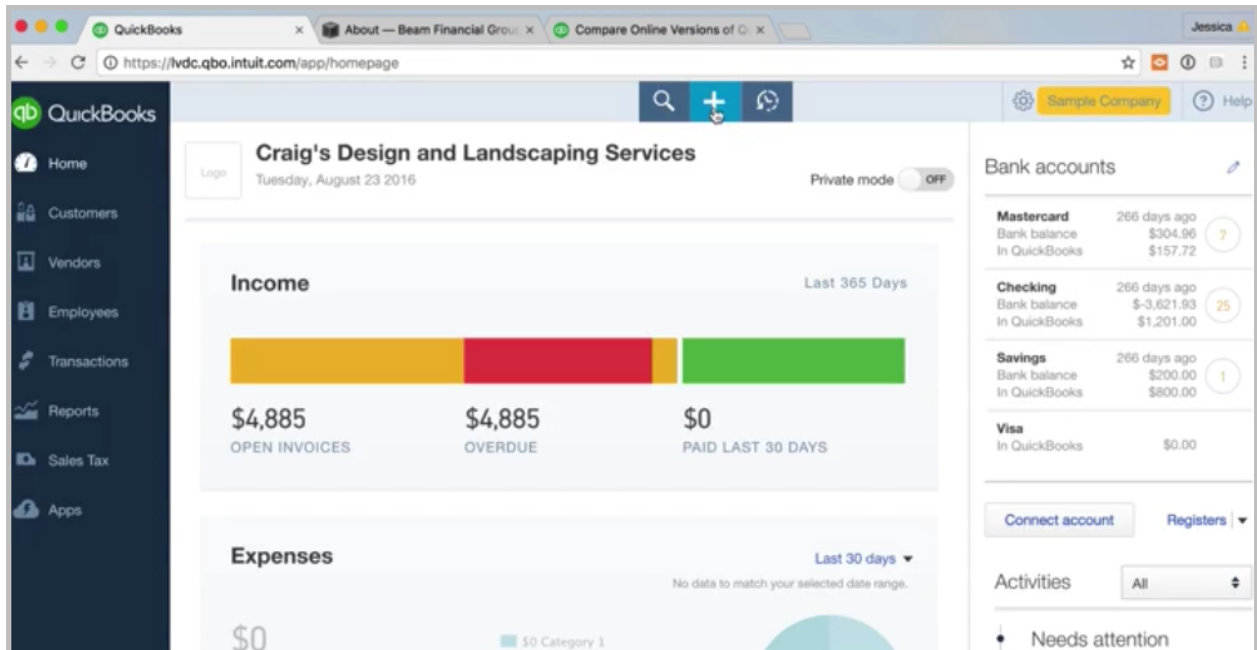 QuickBooks
About — Beam Financial Grou
Compare Online Versions of Q
Jessica
https://lvdc.qbo.intuit.com/app/homepage
qb QuickBooks
Sample Company
? Help
Home
Customers
Vendors
Employees
Transactions
Reports
Sales Tax
Apps
Logo
Craig's Design and Landscaping Services
Tuesday, August 23 2016
Private mode OFF
Income Last 365 Days
$4,885 $4,885 $0
OPEN INVOICES OVERDUE PAID LAST 30 DAYS
Expenses Last 30 days
No data to match your selected date range.
$0
$0 Category 1
Bank accounts
Mastercard 266 days ago
Bank balance $304.96 7
In QuickBooks $157.72
Checking 266 days ago
Bank balance $-3,621.93 25
In QuickBooks $1,201.00
Savings 266 days ago
Bank balance $200.00 1
In QuickBooks $800.00
Visa
In QuickBooks $0.00
Connect account Registers
Activities All
Needs attention